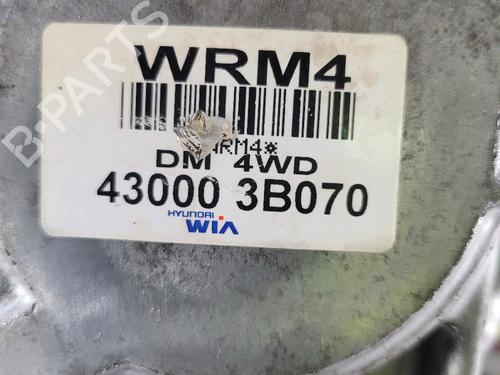 WRM4
*WRM4*
DM 4WD
43000 3B070
HYUNDAI
WIA
B-PARTS